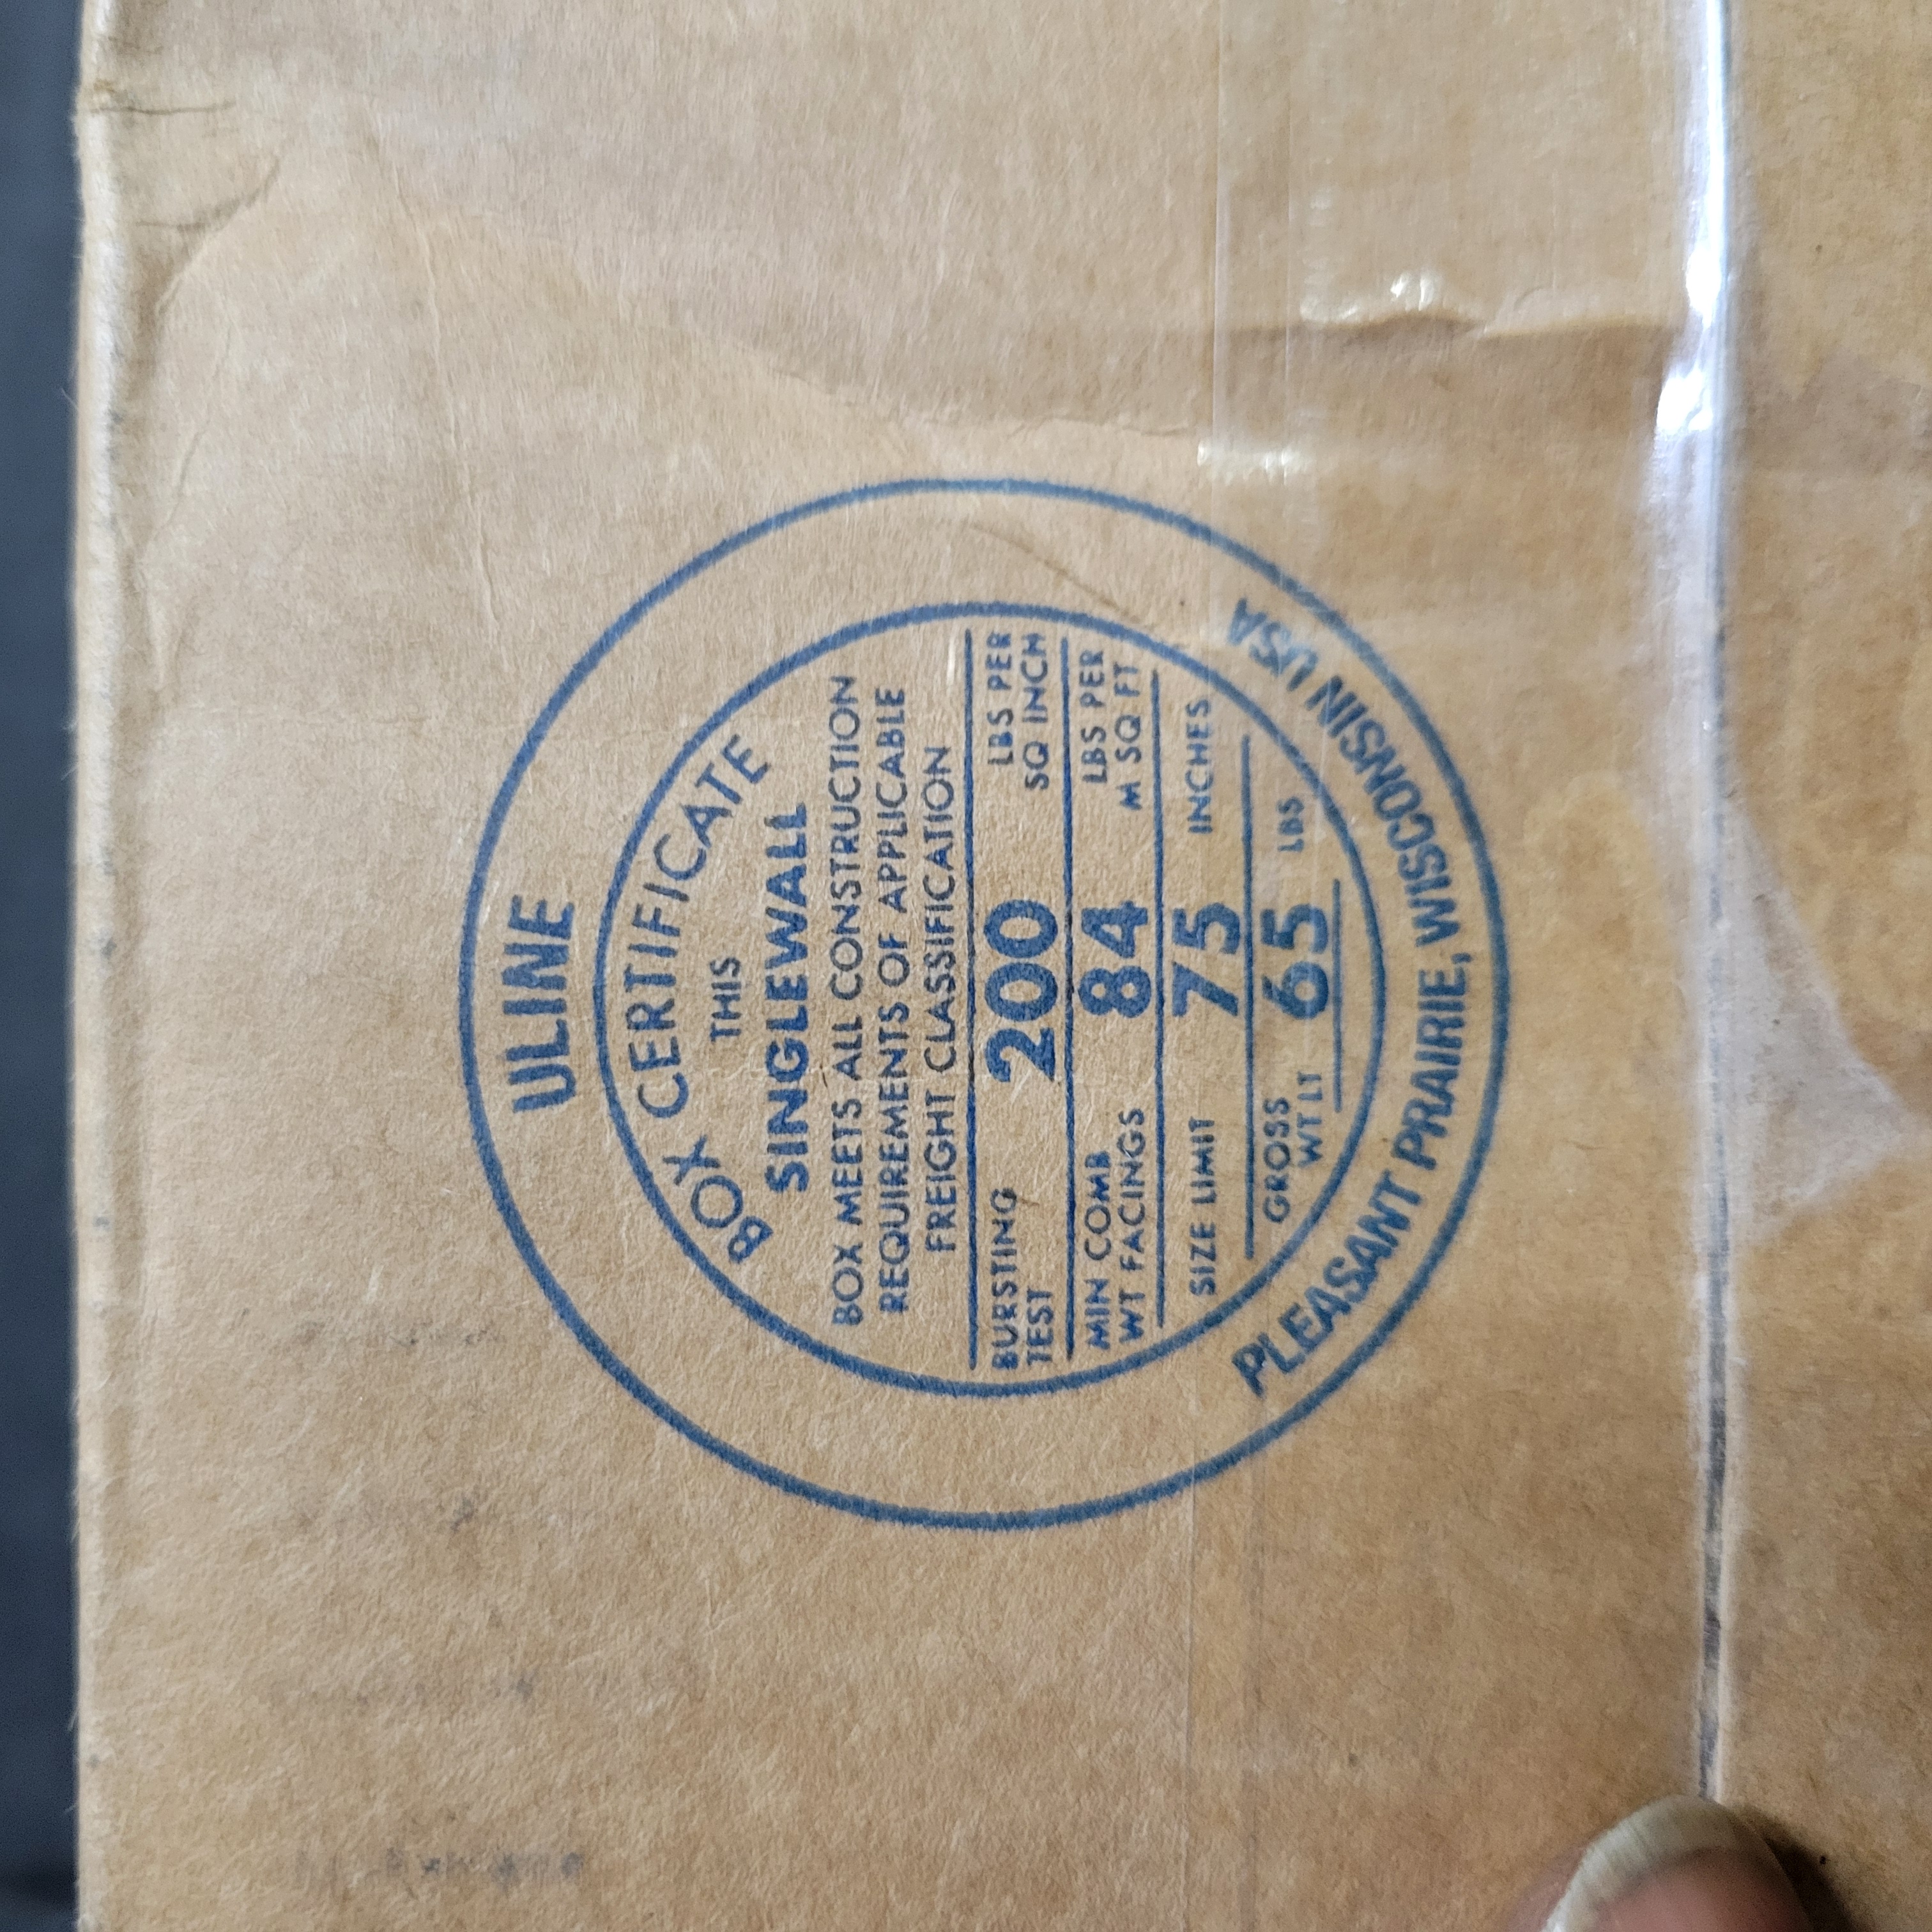 ULINE
BOX CERTIFICATE
THIS
SINGLEWALL
BOX MEETS ALL CONSTRUCTION
REQUIREMENTS OF APPLICABLE
FREIGHT CLASSIFICATION
BURSTING TEST 200 LBS PER SQ INCH
MIN COMB WT FACINGS 84 LBS PER M SQ FT
SIZE LIMIT 75 INCHES
GROSS WT LT 65 LBS
PLEASANT PRAIRIE, WISCONSIN USA